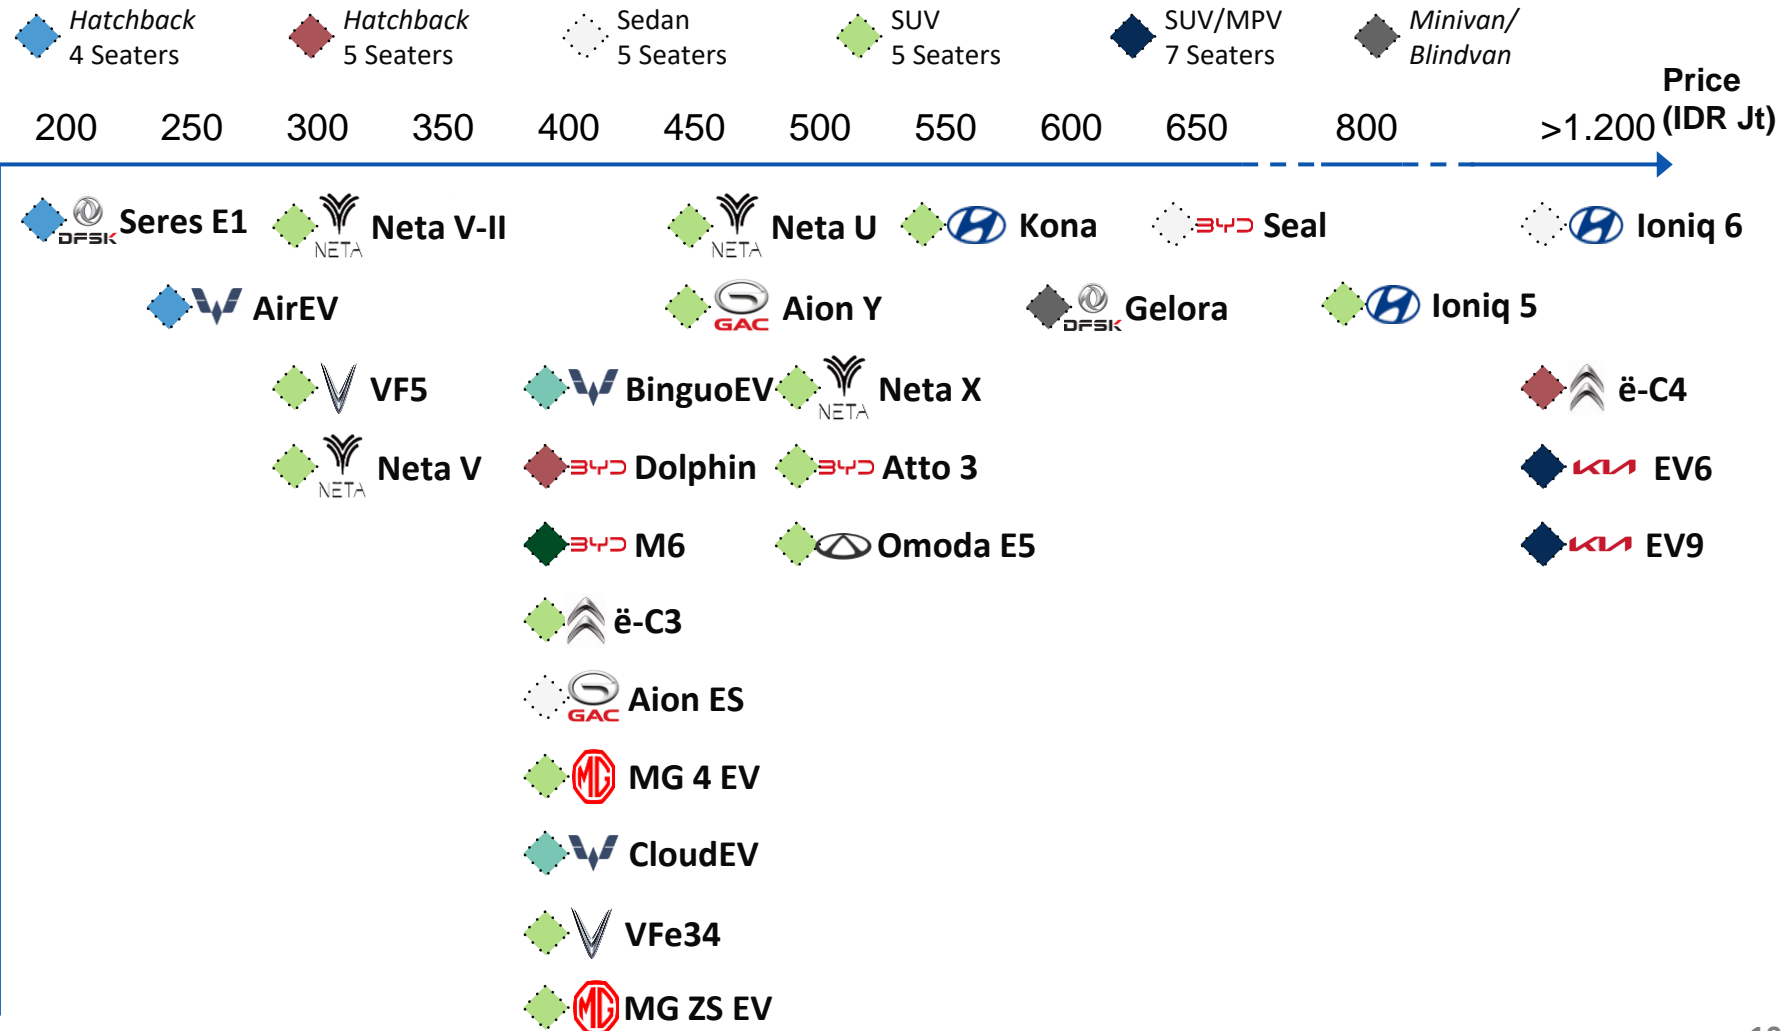 Hatchback
4 Seaters
Hatchback
5 Seaters
Sedan
5 Seaters
SUV
5 Seaters
SUV/MPV
7 Seaters
Minivan/
Blindvan
Price
(IDR Jt)
200 250 300 350 400 450 500 550 600 650 800 >1.200
DFSK Seres E1 NETA Neta V-II NETA Neta U Kona BYD Seal Ioniq 6
AirEV GAC Aion Y DFSK Gelora Ioniq 5
VF5 BinguoEV NETA Neta X ë-C4
NETA Neta V BYD Dolphin BYD Atto 3 KIA EV6
BYD M6 Omoda E5 KIA EV9
ë-C3
GAC Aion ES
MG MG 4 EV
CloudEV
VFe34
MG MG ZS EV